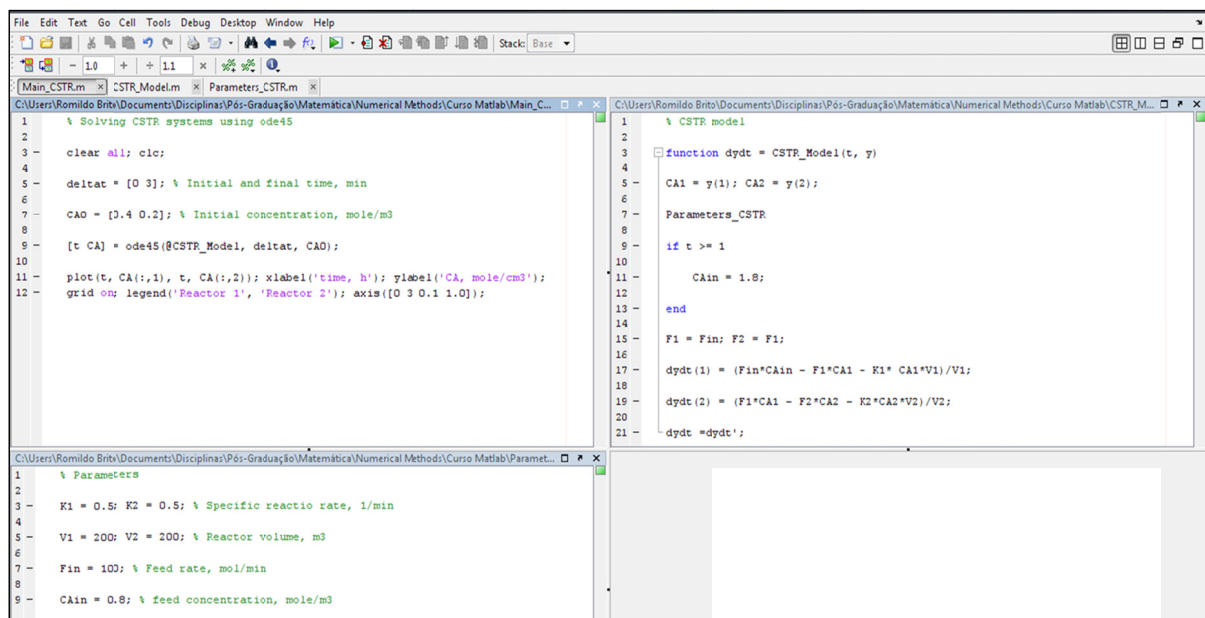 File Edit Text Go Cell Tools Debug Desktop Window Help
Stack: Base
1.0
1.1
Main_CSTR.m × CSTR_Model.m × Parameters_CSTR.m ×
C:\Users\Romildo Brito\Documents\Disciplinas\Pós-Graduação\Matemática\Numerical Methods\Curso Matlab\Main_C...
1 % Solving CSTR systems using ode45
2
3 – clear all; clc;
4
5 – deltat = [0 3]; % Initial and final time, min
6
7 – CAO = [0.4 0.2]; % Initial concentration, mole/m3
8
9 – [t CA] = ode45(@CSTR_Model, deltat, CAO);
10
11 – plot(t, CA(:,1), t, CA(:,2)); xlabel('time, h'); ylabel('CA, mole/cm3');
12 – grid on; legend('Reactor 1', 'Reactor 2'); axis([0 3 0.1 1.0]);
C:\Users\Romildo Brito\Documents\Disciplinas\Pós-Graduação\Matemática\Numerical Methods\Curso Matlab\CSTR_M...
1 % CSTR model
2
3 function dydt = CSTR_Model(t, y)
4
5 – CA1 = y(1); CA2 = y(2);
6
7 – Parameters_CSTR
8
9 – if t >= 1
10
11 – CAin = 1.8;
12
13 – end
14
15 – F1 = Fin; F2 = F1;
16
17 – dydt(1) = (Fin*CAin - F1*CA1 - K1* CA1*V1)/V1;
18
19 – dydt(2) = (F1*CA1 - F2*CA2 - K2*CA2*V2)/V2;
20
21 – dydt =dydt';
C:\Users\Romildo Brito\Documents\Disciplinas\Pós-Graduação\Matemática\Numerical Methods\Curso Matlab\Paramet...
1 % Parameters
2
3 – K1 = 0.5; K2 = 0.5; % Specific reactio rate, 1/min
4
5 – V1 = 200; V2 = 200; % Reactor volume, m3
6
7 – Fin = 100; % Feed rate, mol/min
8
9 – CAin = 0.8; % feed concentration, mole/m3